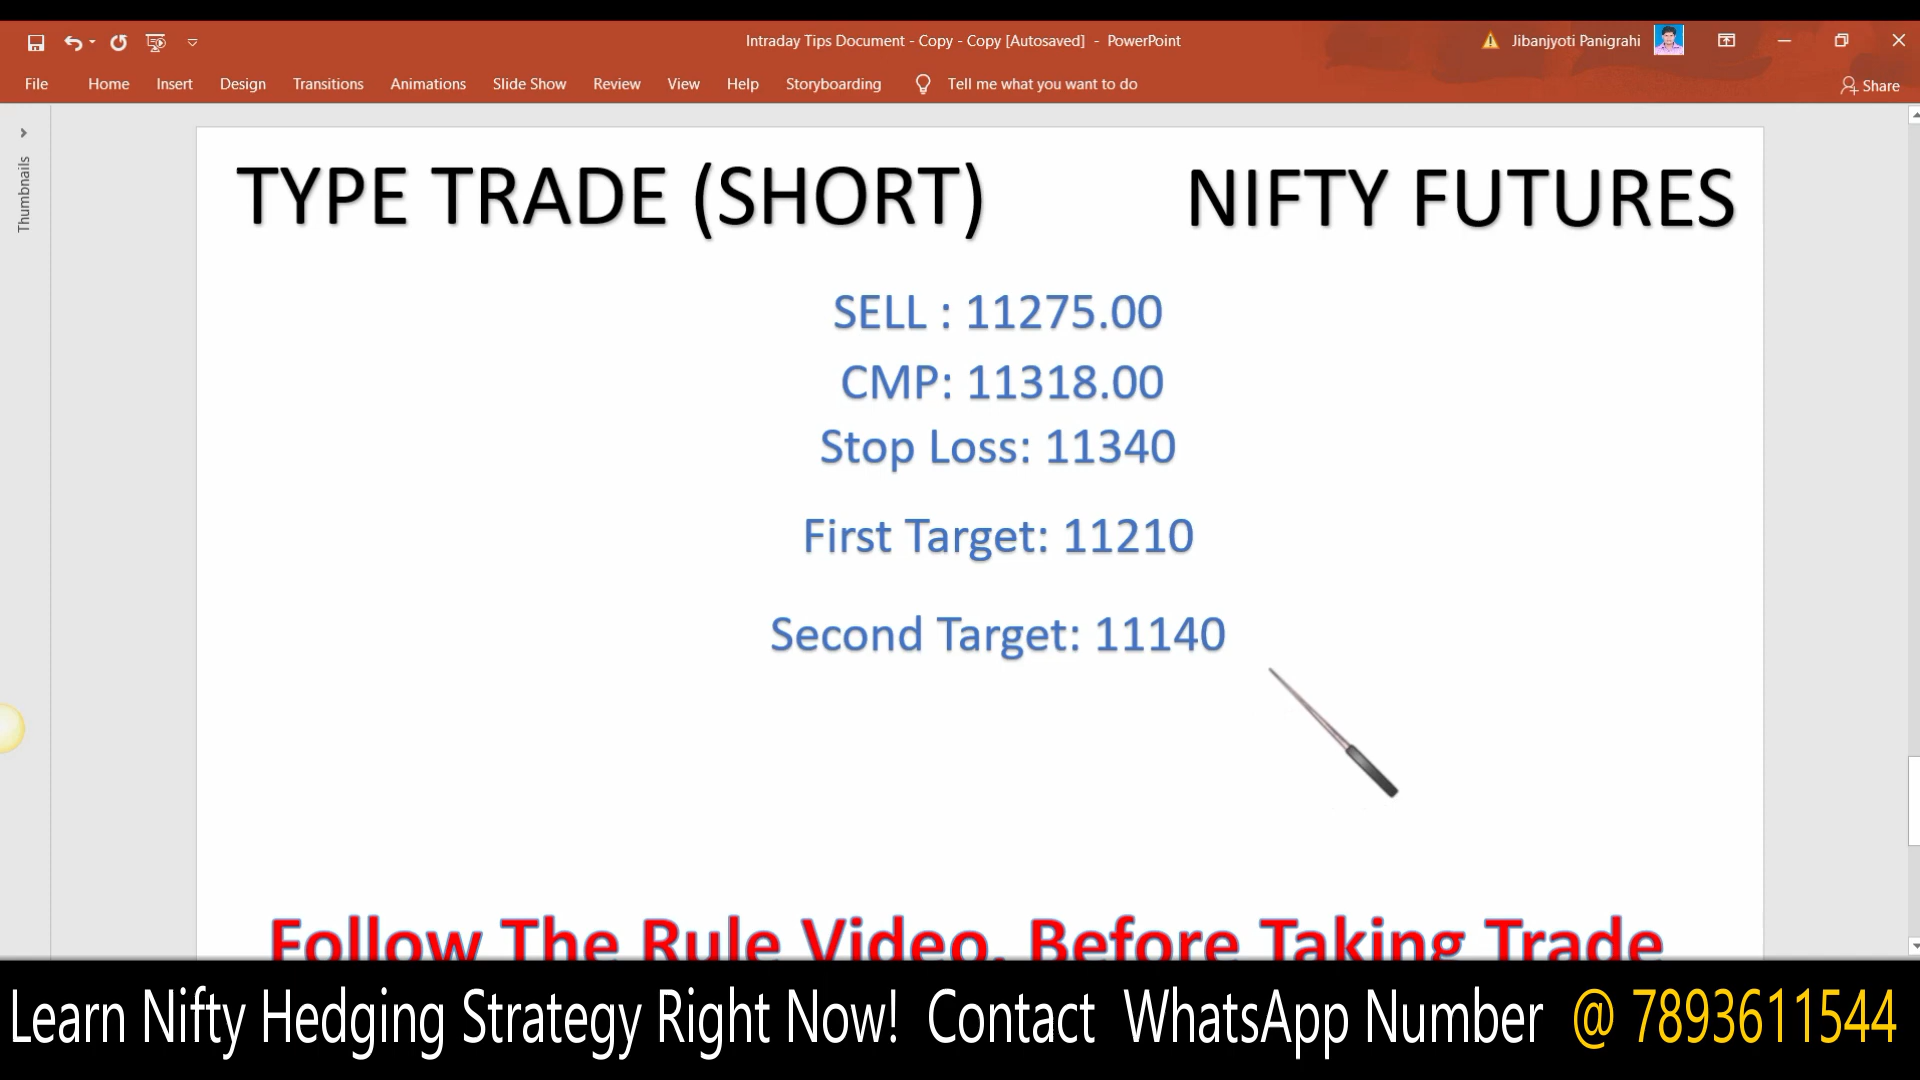 Intraday Tips Document - Copy - Copy [Autosaved] - PowerPoint
Jibanjyoti Panigrahi
File Home Insert Design Transitions Animations Slide Show Review View Help Storyboarding Tell me what you want to do
Share
Thumbnails
TYPE TRADE (SHORT) NIFTY FUTURES
SELL : 11275.00
CMP: 11318.00
Stop Loss: 11340
First Target: 11210
Second Target: 11140
Follow The Rule Video. Before Taking Trade
Learn Nifty Hedging Strategy Right Now! Contact WhatsApp Number @ 7893611544